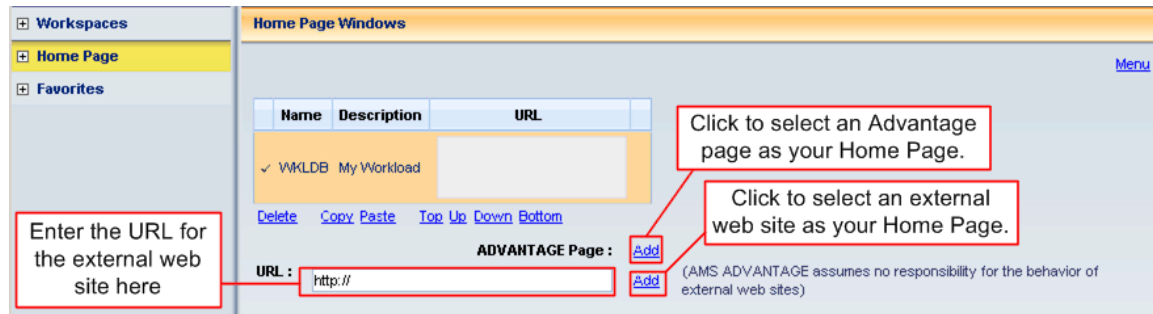 Workspaces
Home Page
Favorites
Home Page Windows
Menu
Name Description URL
WKLDB My Workload
Delete Copy Paste Top Up Down Bottom
ADVANTAGE Page : Add
URL : http:// Add
(AMS ADVANTAGE assumes no responsibility for the behavior of
external web sites)
Click to select an Advantage
page as your Home Page.
Click to select an external
web site as your Home Page.
Enter the URL for
the external web
site here